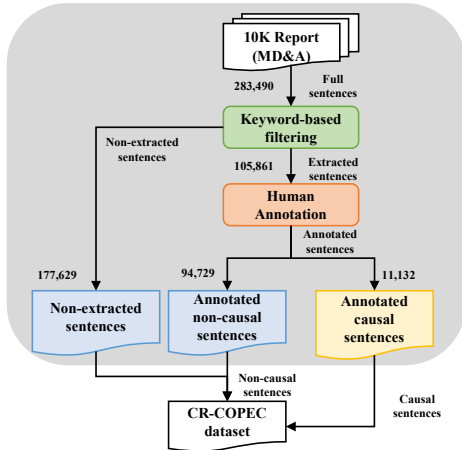 10K Report
(MD&A)
283,490
Full
sentences
Keyword-based
filtering
Non-extracted
sentences
105,861
Extracted
sentences
Human
Annotation
Annotated
sentences
177,629
94,729
11,132
Non-extracted
sentences
Annotated
non-causal
sentences
Annotated
causal
sentences
Non-causal
sentences
Causal
sentences
CR-COPEC
dataset